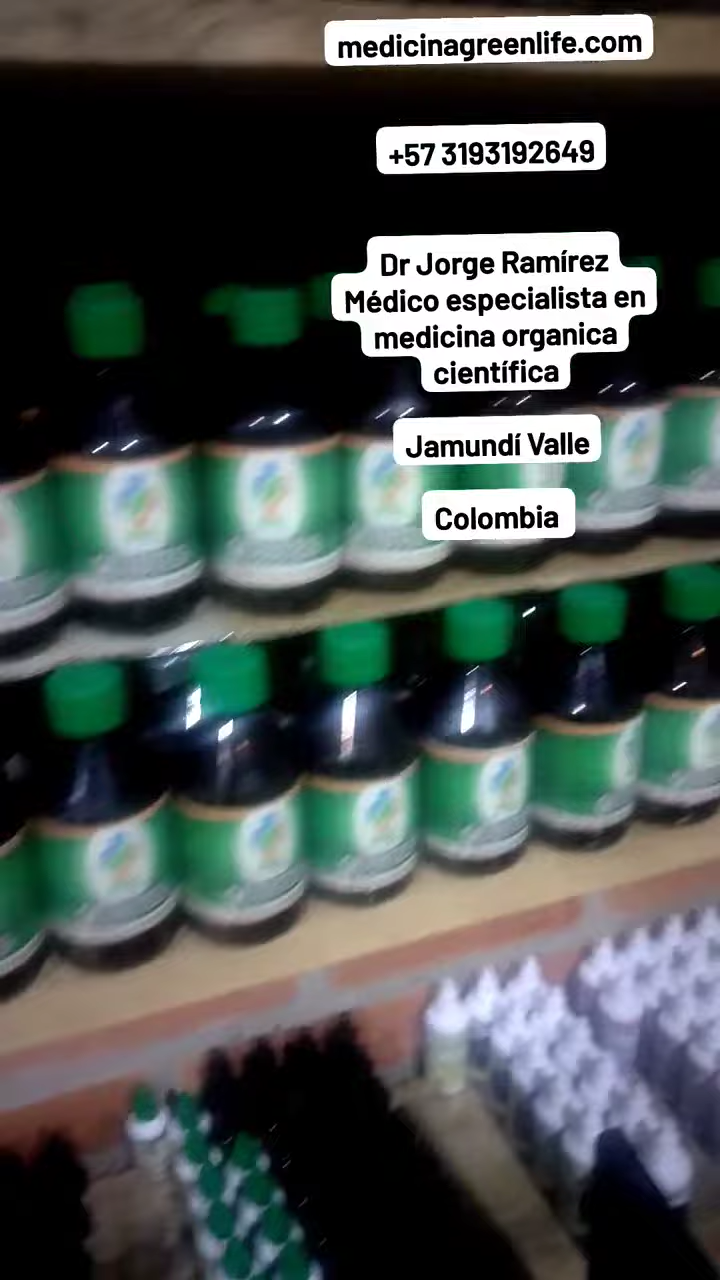 medicinagreenlife.com
+57 3193192649
Dr Jorge Ramírez
Médico especialista en
medicina organica
científica
Jamundí Valle
Colombia